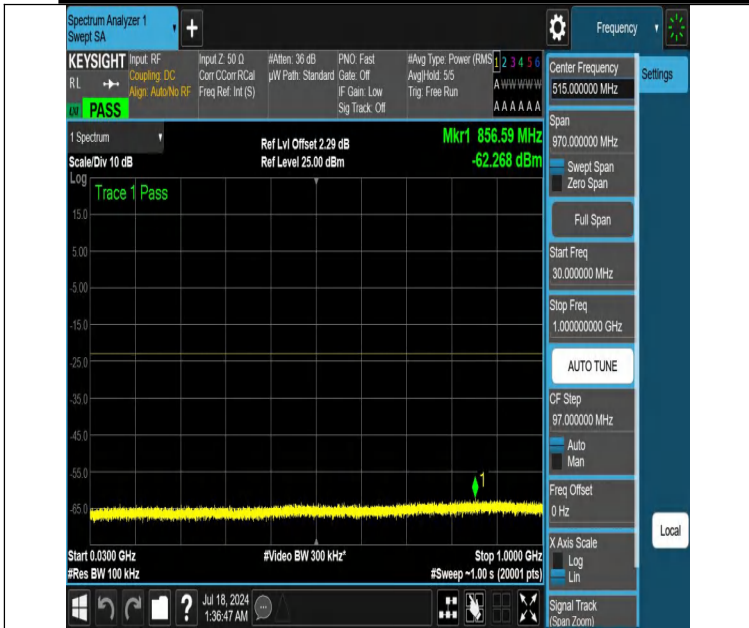 Spectrum Analyzer 1
Swept SA
+
Frequency
KEYSIGHT
RL
PASS
Input: RF
Coupling: DC
Align: Auto/No RF
Input Z: 50 Ω
Corr CCorr RCal
Freq Ref: Int (S)
#Atten: 36 dB
µW Path: Standard
PNO: Fast
Gate: Off
IF Gain: Low
Sig Track: Off
#Avg Type: Power (RMS
Avg|Hold: 5/5
Trig: Free Run
1 2 3 4 5 6
A W W W W W
A A A A A A
1 Spectrum
Scale/Div 10 dB
Log
Ref Lvl Offset 2.29 dB
Ref Level 25.00 dBm
Mkr1 856.59 MHz
-62.268 dBm
Trace 1 Pass
15.0
5.00
-5.00
-15.0
-25.0
-35.0
-45.0
-55.0
-65.0
1
Start 0.0300 GHz
#Res BW 100 kHz
#Video BW 300 kHz*
Stop 1.0000 GHz
#Sweep ~1.00 s (20001 pts)
?
Jul 18, 2024
1:36:47 AM
Center Frequency
515.000000 MHz
Span
970.000000 MHz
Swept Span
Zero Span
Full Span
Start Freq
30.000000 MHz
Stop Freq
1.000000000 GHz
AUTO TUNE
CF Step
97.000000 MHz
Auto
Man
Freq Offset
0 Hz
X Axis Scale
Log
Lin
Signal Track
(Span Zoom)
Settings
Local